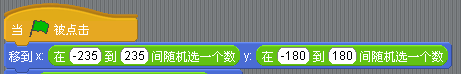 当 被点击
移到 x: 在 -235 到 235 间随机选一个数 y: 在 -180 到 180 间随机选一个数